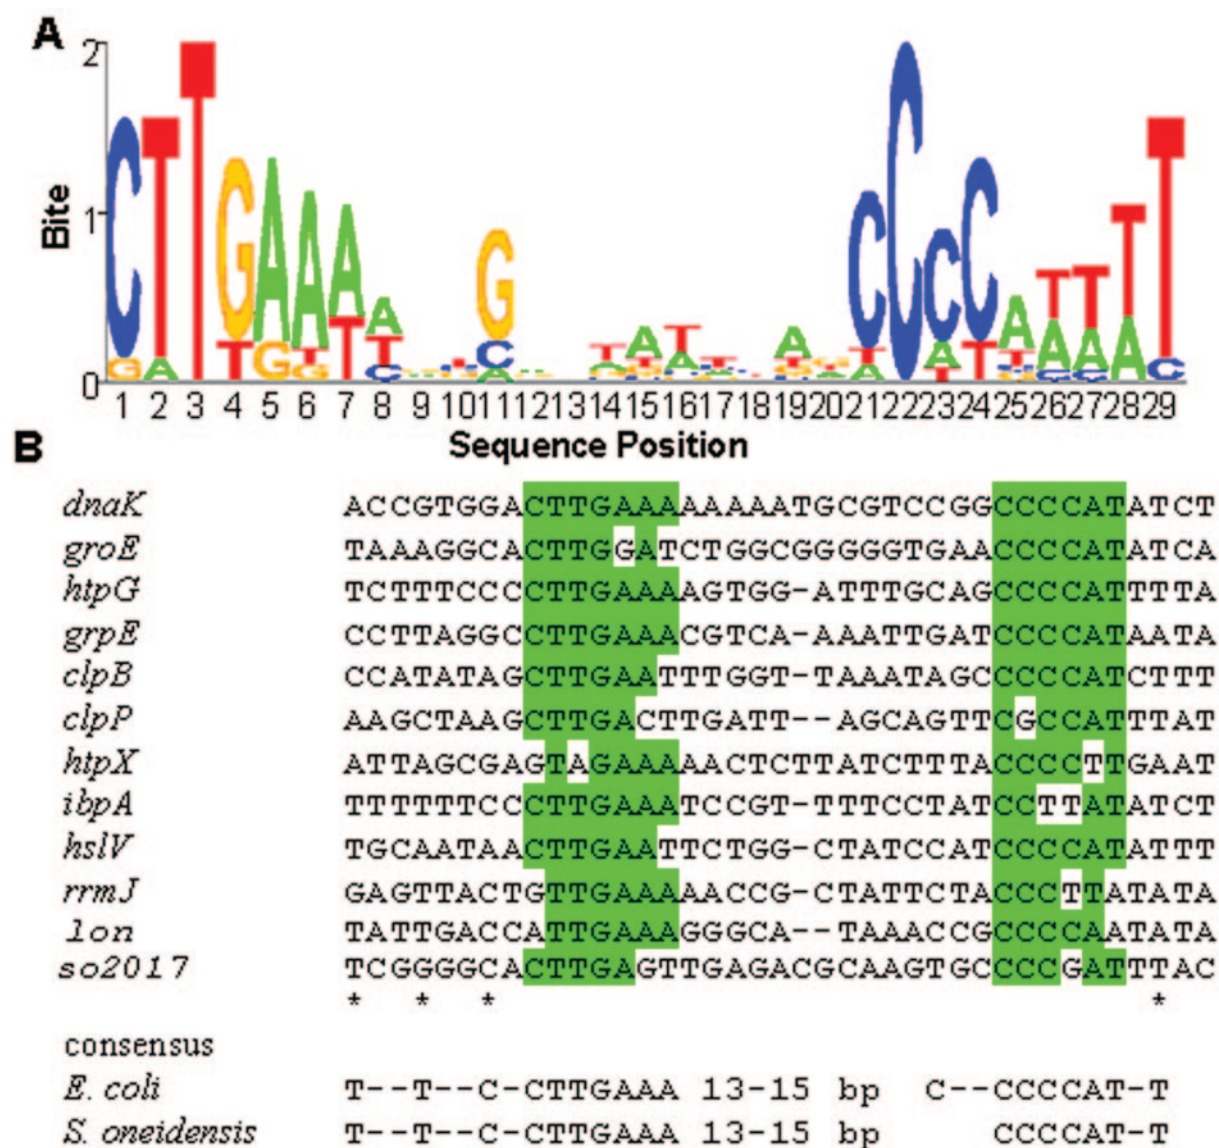 A
2
1
0
Bite
1 2 3 4 5 6 7 8 9 10 11 12 13 14 15 16 17 18 19 20 21 22 23 24 25 26 27 28 29
Sequence Position
B
dnaK ACCGTGGACTTGAAAAAAAATGCGTCCGGCCCCATATCT
groE TAAAGGCACTTGGATCTGGCGGGGGTGAACCCCATATCA
htpG TCTTTCCCCTTGAAAAGTGG-ATTTGCAGCCCCATTTTA
grpE CCTTAGGCCTTGAAACGTCA-AAATTGATCCCCATAATA
clpB CCATATAGCTTGAATTTGGT-TAAATAGCCCCCATCTTT
clpP AAGCTAAGCTTGACTTGATT--AGCAGTTCGCCATTTAT
htpX ATTAGCGAGTAGAAAAACTCTTATCTTTACCCCTTGAAT
ibpA TTTTTTCCCTTGAAATCCGT-TTTCCTATCCTTATATCT
hslV TGCAATAACTTGAATTCTGG-CTATCCATCCCCATATTT
rrmJ GAGTTACTGTTGAAAAACCG-CTATTCTACCCTTATATA
lon TATTGACCATTGAAAGGGCA--TAAACCGCCCCAATATA
so2017 TCGGGGCACTTGAGTTGAGACGCAAGTGCCCCGATTTAC
* * * *
consensus
E. coli T--T--C-CTTGAAA 13-15 bp C--CCCCAT-T
S. oneidensis T--T--C-CTTGAAA 13-15 bp CCCCAT-T